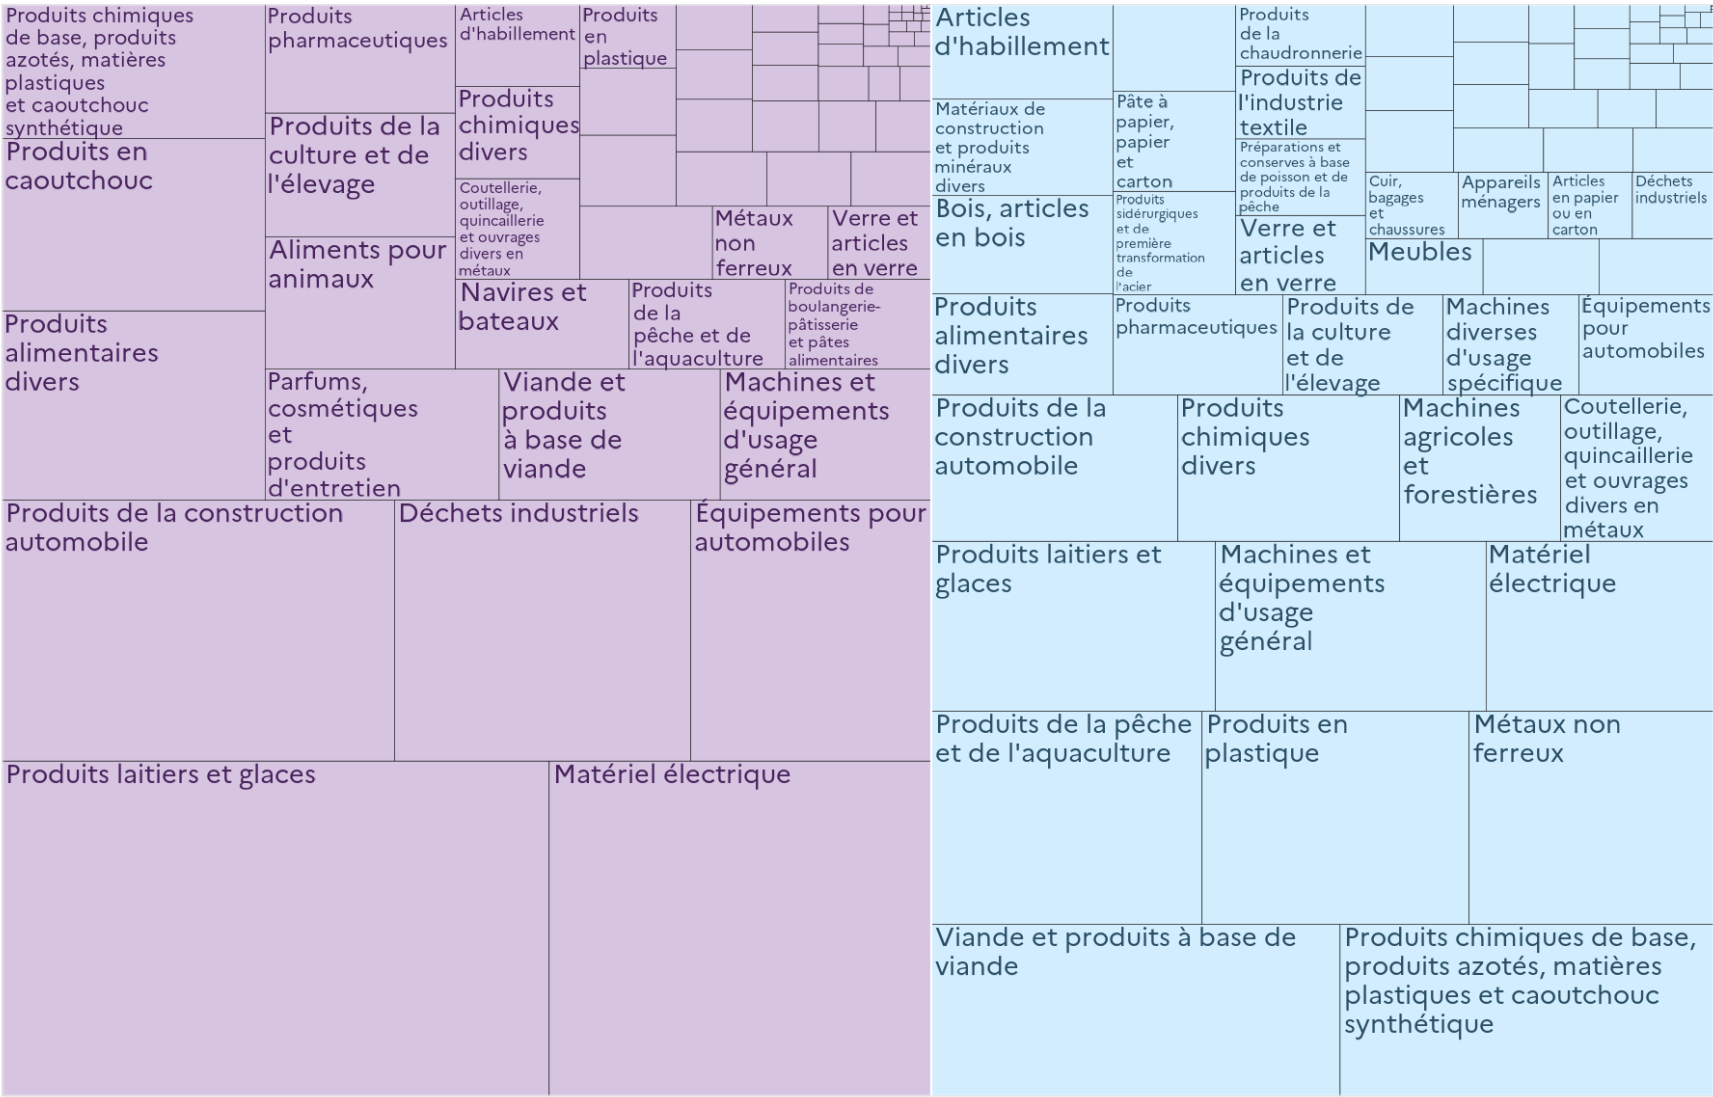 Produits chimiques
de base, produits
azotés, matières
plastiques
et caoutchouc
synthétique
Produits en
caoutchouc
Produits
alimentaires
divers
Produits
pharmaceutiques
Produits de la
culture et de
l'élevage
Aliments pour
animaux
Articles
d'habillement
Produits
chimiques
divers
Coutellerie,
outillage,
quincaillerie
et ouvrages
divers en
métaux
Produits
en
plastique
Métaux
non
ferreux
Verre et
articles
en verre
Navires et
bateaux
Produits
de la
pêche et de
l'aquaculture
Produits de
boulangerie-
pâtisserie
et pâtes
alimentaires
Parfums,
cosmétiques
et
produits
d'entretien
Viande et
produits
à base de
viande
Machines et
équipements
d'usage
général
Produits de la construction
automobile
Déchets industriels
Équipements pour
automobiles
Produits laitiers et glaces
Matériel électrique
Articles
d'habillement
Matériaux de
construction
et produits
minéraux
divers
Bois, articles
en bois
Produits
alimentaires
divers
Pâte à
papier,
papier
et
carton
Produits
sidérurgiques
et de
première
transformation
de
l'acier
Produits
de la
chaudronnerie
Produits de
l'industrie
textile
Préparations et
conserves à base
de poisson et de
produits de la
pêche
Verre et
articles
en verre
Cuir,
bagages
et
chaussures
Appareils
ménagers
Articles
en papier
ou en
carton
Déchets
industriels
Meubles
Produits
pharmaceutiques
Produits de
la culture
et de
l'élevage
Machines
diverses
d'usage
spécifique
Équipements
pour
automobiles
Produits de la
construction
automobile
Produits
chimiques
divers
Machines
agricoles
et
forestières
Coutellerie,
outillage,
quincaillerie
et ouvrages
divers en
métaux
Produits laitiers et
glaces
Machines et
équipements
d'usage
général
Matériel
électrique
Produits de la pêche
et de l'aquaculture
Produits en
plastique
Métaux non
ferreux
Viande et produits à base de
viande
Produits chimiques de base,
produits azotés, matières
plastiques et caoutchouc
synthétique